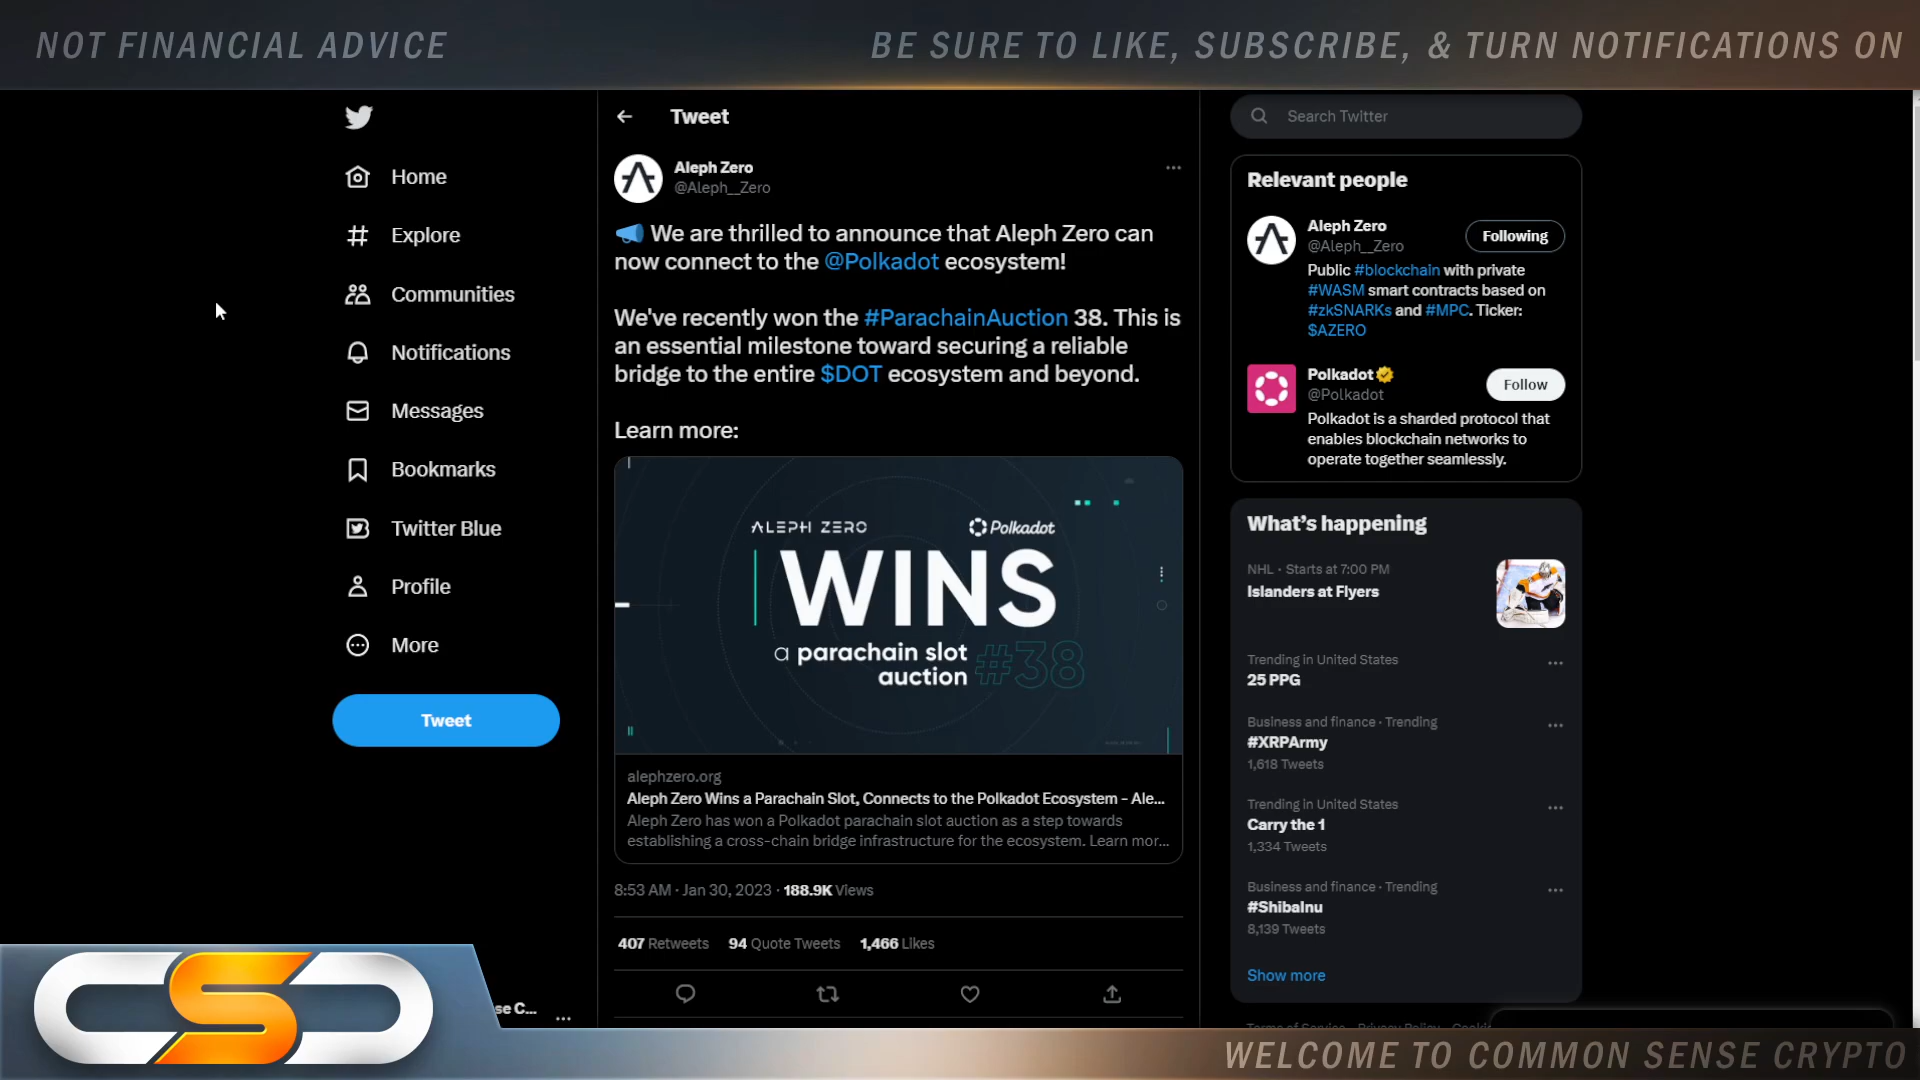 NOT FINANCIAL ADVICE
BE SURE TO LIKE, SUBSCRIBE, & TURN NOTIFICATIONS ON
Home
Explore
Communities
Notifications
Messages
Bookmarks
Twitter Blue
Profile
More
Tweet
se C...
Tweet
Aleph Zero
@Aleph__Zero
We are thrilled to announce that Aleph Zero can
now connect to the @Polkadot ecosystem!
We've recently won the #ParachainAuction 38. This is
an essential milestone toward securing a reliable
bridge to the entire $DOT ecosystem and beyond.
Learn more:
ALEPH ZERO
Polkadot
WINS
a parachain slot
auction #38
alephzero.org
Aleph Zero Wins a Parachain Slot, Connects to the Polkadot Ecosystem - Ale...
Aleph Zero has won a Polkadot parachain slot auction as a step towards
establishing a cross-chain bridge infrastructure for the ecosystem. Learn mor...
8:53 AM · Jan 30, 2023 · 188.9K Views
407 Retweets 94 Quote Tweets 1,466 Likes
Search Twitter
Relevant people
Aleph Zero
@Aleph__Zero
Following
Public #blockchain with private
#WASM smart contracts based on
#zkSNARKs and #MPC. TIcker:
$AZERO
Polkadot
@Polkadot
Follow
Polkadot is a sharded protocol that
enables blockchain networks to
operate together seamlessly.
What's happening
NHL · Starts at 7:00 PM
Islanders at Flyers
Trending in United States
25 PPG
Business and finance · Trending
#XRPArmy
1,618 Tweets
Trending in United States
Carry the 1
1,334 Tweets
Business and finance · Trending
#ShibaInu
8,139 Tweets
Show more
Terms of Service Privacy Policy Cookie
CSC
WELCOME TO COMMON SENSE CRYPTO